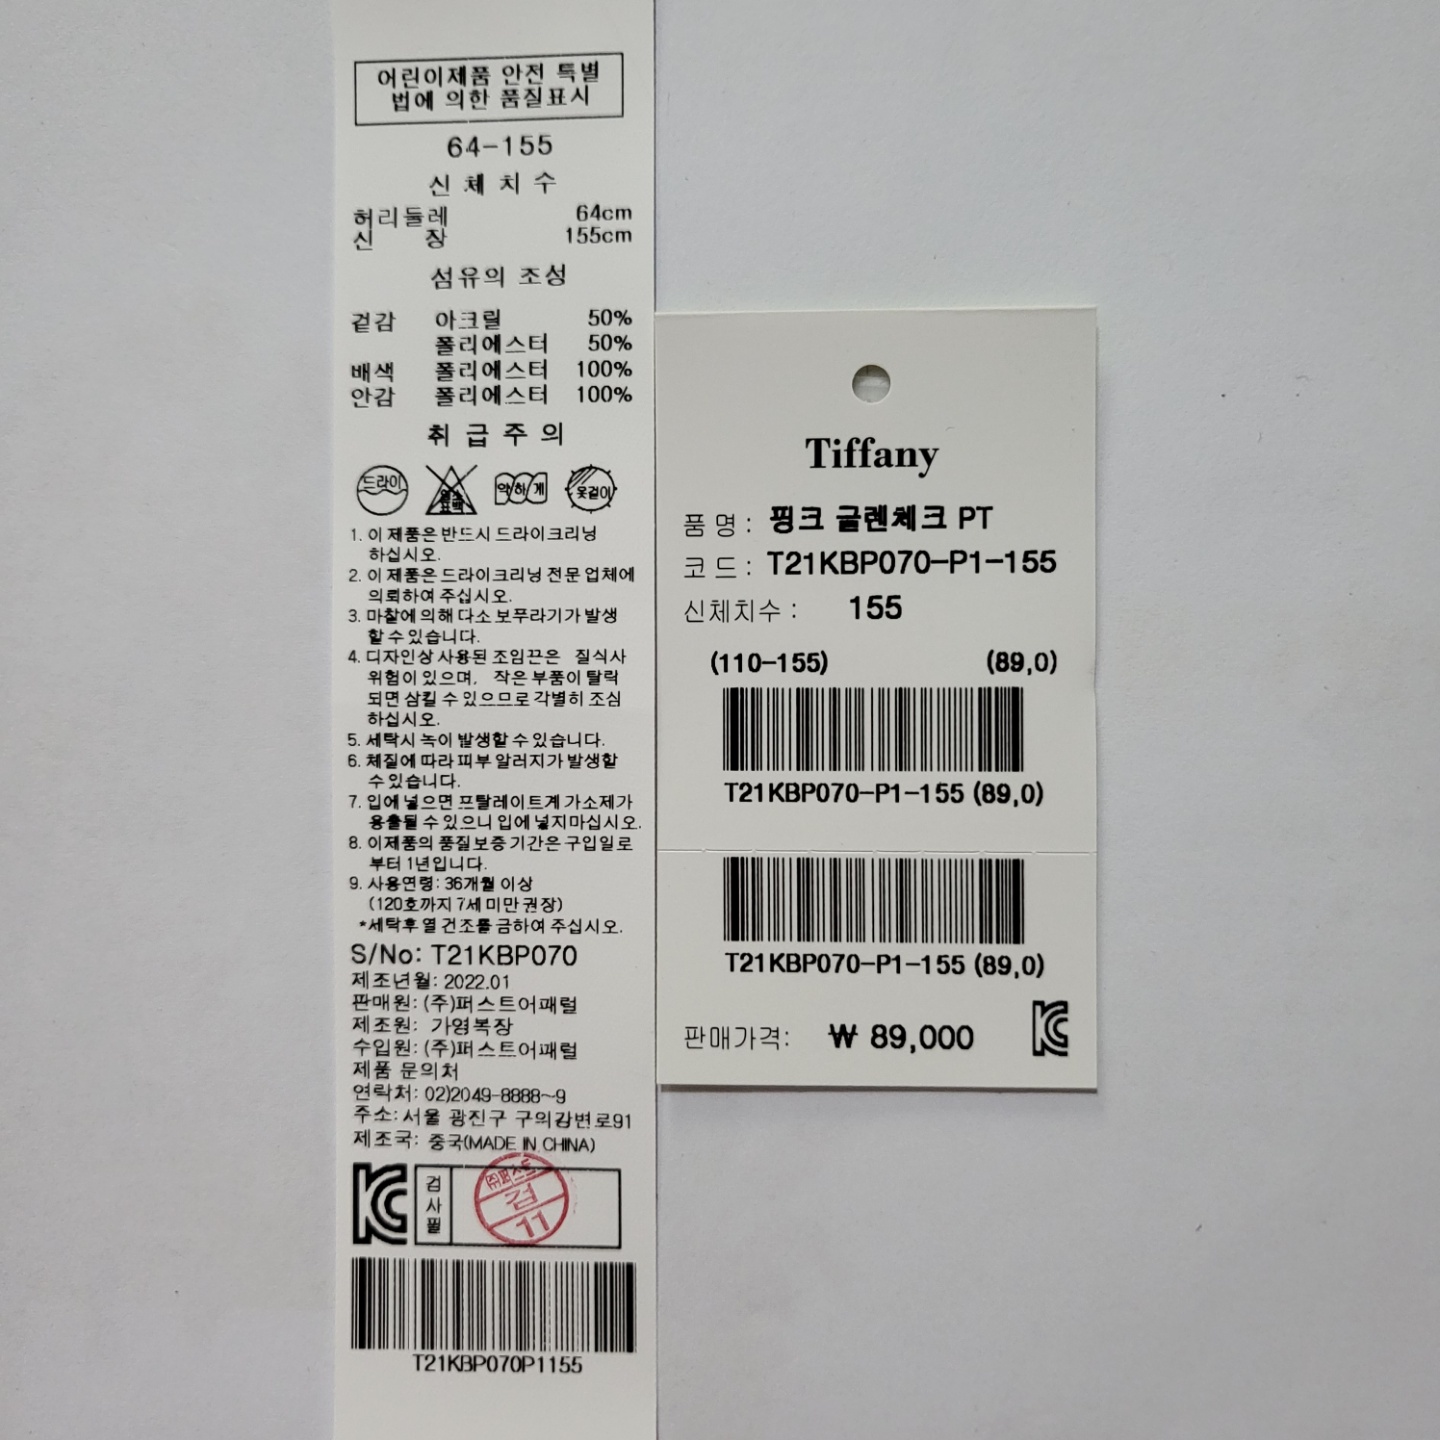 어린이제품 안전 특별
법에 의한 품질표시
64-155
신체치수
허리둘레 64cm
신 장 155cm
섬유의 조성
겉감 아크릴 50%
폴리에스터 50%
배색 폴리에스터 100%
안감 폴리에스터 100%
취급주의
드라이 염소 표백 약하게 옷걸이
1. 이 제품은 반드시 드라이크리닝
하십시오.
2. 이 제품은 드라이크리닝 전문 업체에
의뢰하여 주십시오.
3. 마찰에 의해 다소 보푸라기가 발생
할 수 있습니다.
4. 디자인상 사용된 조임끈은 질식사
위험이 있으며, 작은 부품이 탈락
되면 삼킬 수 있으므로 각별히 조심
하십시오.
5. 세탁시 녹이 발생할 수 있습니다.
6. 체질에 따라 피부 알러지가 발생할
수 있습니다.
7. 입에 넣으면 프탈레이트계 가소제가
용출될 수 있으니 입에 넣지마십시오.
8. 이제품의 품질보증 기간은 구입일로
부터 1년입니다.
9. 사용연령: 36개월 이상
(120호까지 7세 미만 권장)
*세탁후 열 건조를 금하여 주십시오.
S/No: T21KBP070
제조년월: 2022.01
판매원: (주)퍼스트어패럴
제조원: 가영복장
수입원: (주)퍼스트어패럴
제품 문의처
연락처: 02)2049-8888~9
주소: 서울 광진구 구의강변로91
제조국: 중국(MADE IN CHINA)
KC 검사필
㈜퍼스트
검
11
T21KBP070P1155
Tiffany
품명: 핑크 글렌체크 PT
코드: T21KBP070-P1-155
신체치수: 155
(110-155) (89,0)
T21KBP070-P1-155 (89,0)
T21KBP070-P1-155 (89,0)
판매가격: ₩ 89,000 KC